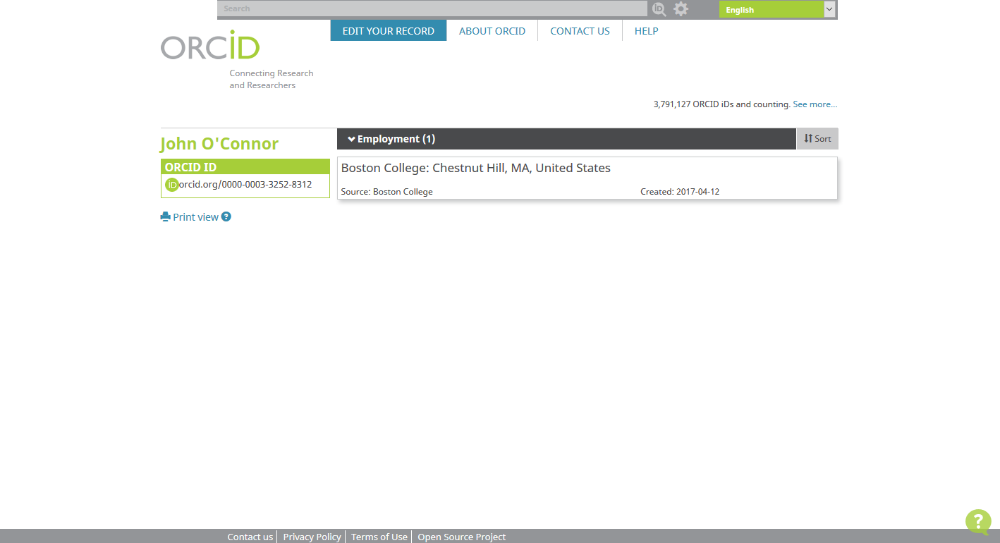 Search
English
EDIT YOUR RECORD ABOUT ORCID CONTACT US HELP
ORCiD
Connecting Research
and Researchers
3,791,127 ORCID iDs and counting. See more...
John O'Connor
Employment (1) Sort
ORCID ID
iD orcid.org/0000-0003-3252-8312
Boston College: Chestnut Hill, MA, United States
Source: Boston College Created: 2017-04-12
Print view ?
?
Contact us Privacy Policy Terms of Use Open Source Project